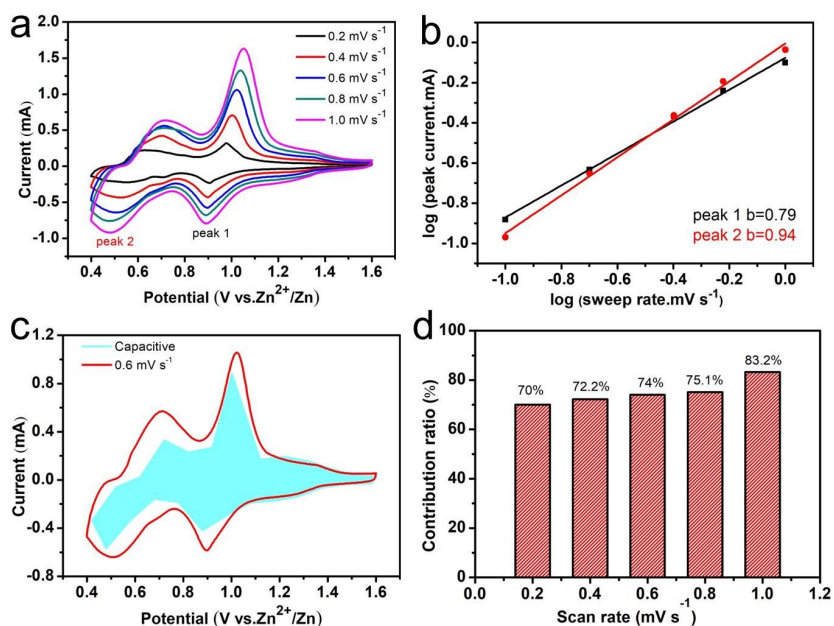 a
0.2 mV s⁻¹
0.4 mV s⁻¹
0.6 mV s⁻¹
0.8 mV s⁻¹
1.0 mV s⁻¹
2.0
1.5
1.0
0.5
0.0
-0.5
-1.0
Current (mA)
peak 2
peak 1
0.4 0.6 0.8 1.0 1.2 1.4 1.6
Potential (V vs.Zn²⁺/Zn)
b
0.0
-0.2
-0.4
-0.6
-0.8
-1.0
log (peak current.mA)
peak 1 b=0.79
peak 2 b=0.94
-1.0 -0.8 -0.6 -0.4 -0.2 0.0
log (sweep rate.mV s⁻¹)
c
Capacitive
0.6 mV s⁻¹
1.2
0.8
0.4
0.0
-0.4
-0.8
Current (mA)
0.4 0.6 0.8 1.0 1.2 1.4 1.6
Potential (V vs.Zn²⁺/Zn)
d
100
80
60
40
20
0
Contribution ratio (%)
70% 72.2% 74% 75.1% 83.2%
0.0 0.2 0.4 0.6 0.8 1.0 1.2
Scan rate (mV s⁻¹)